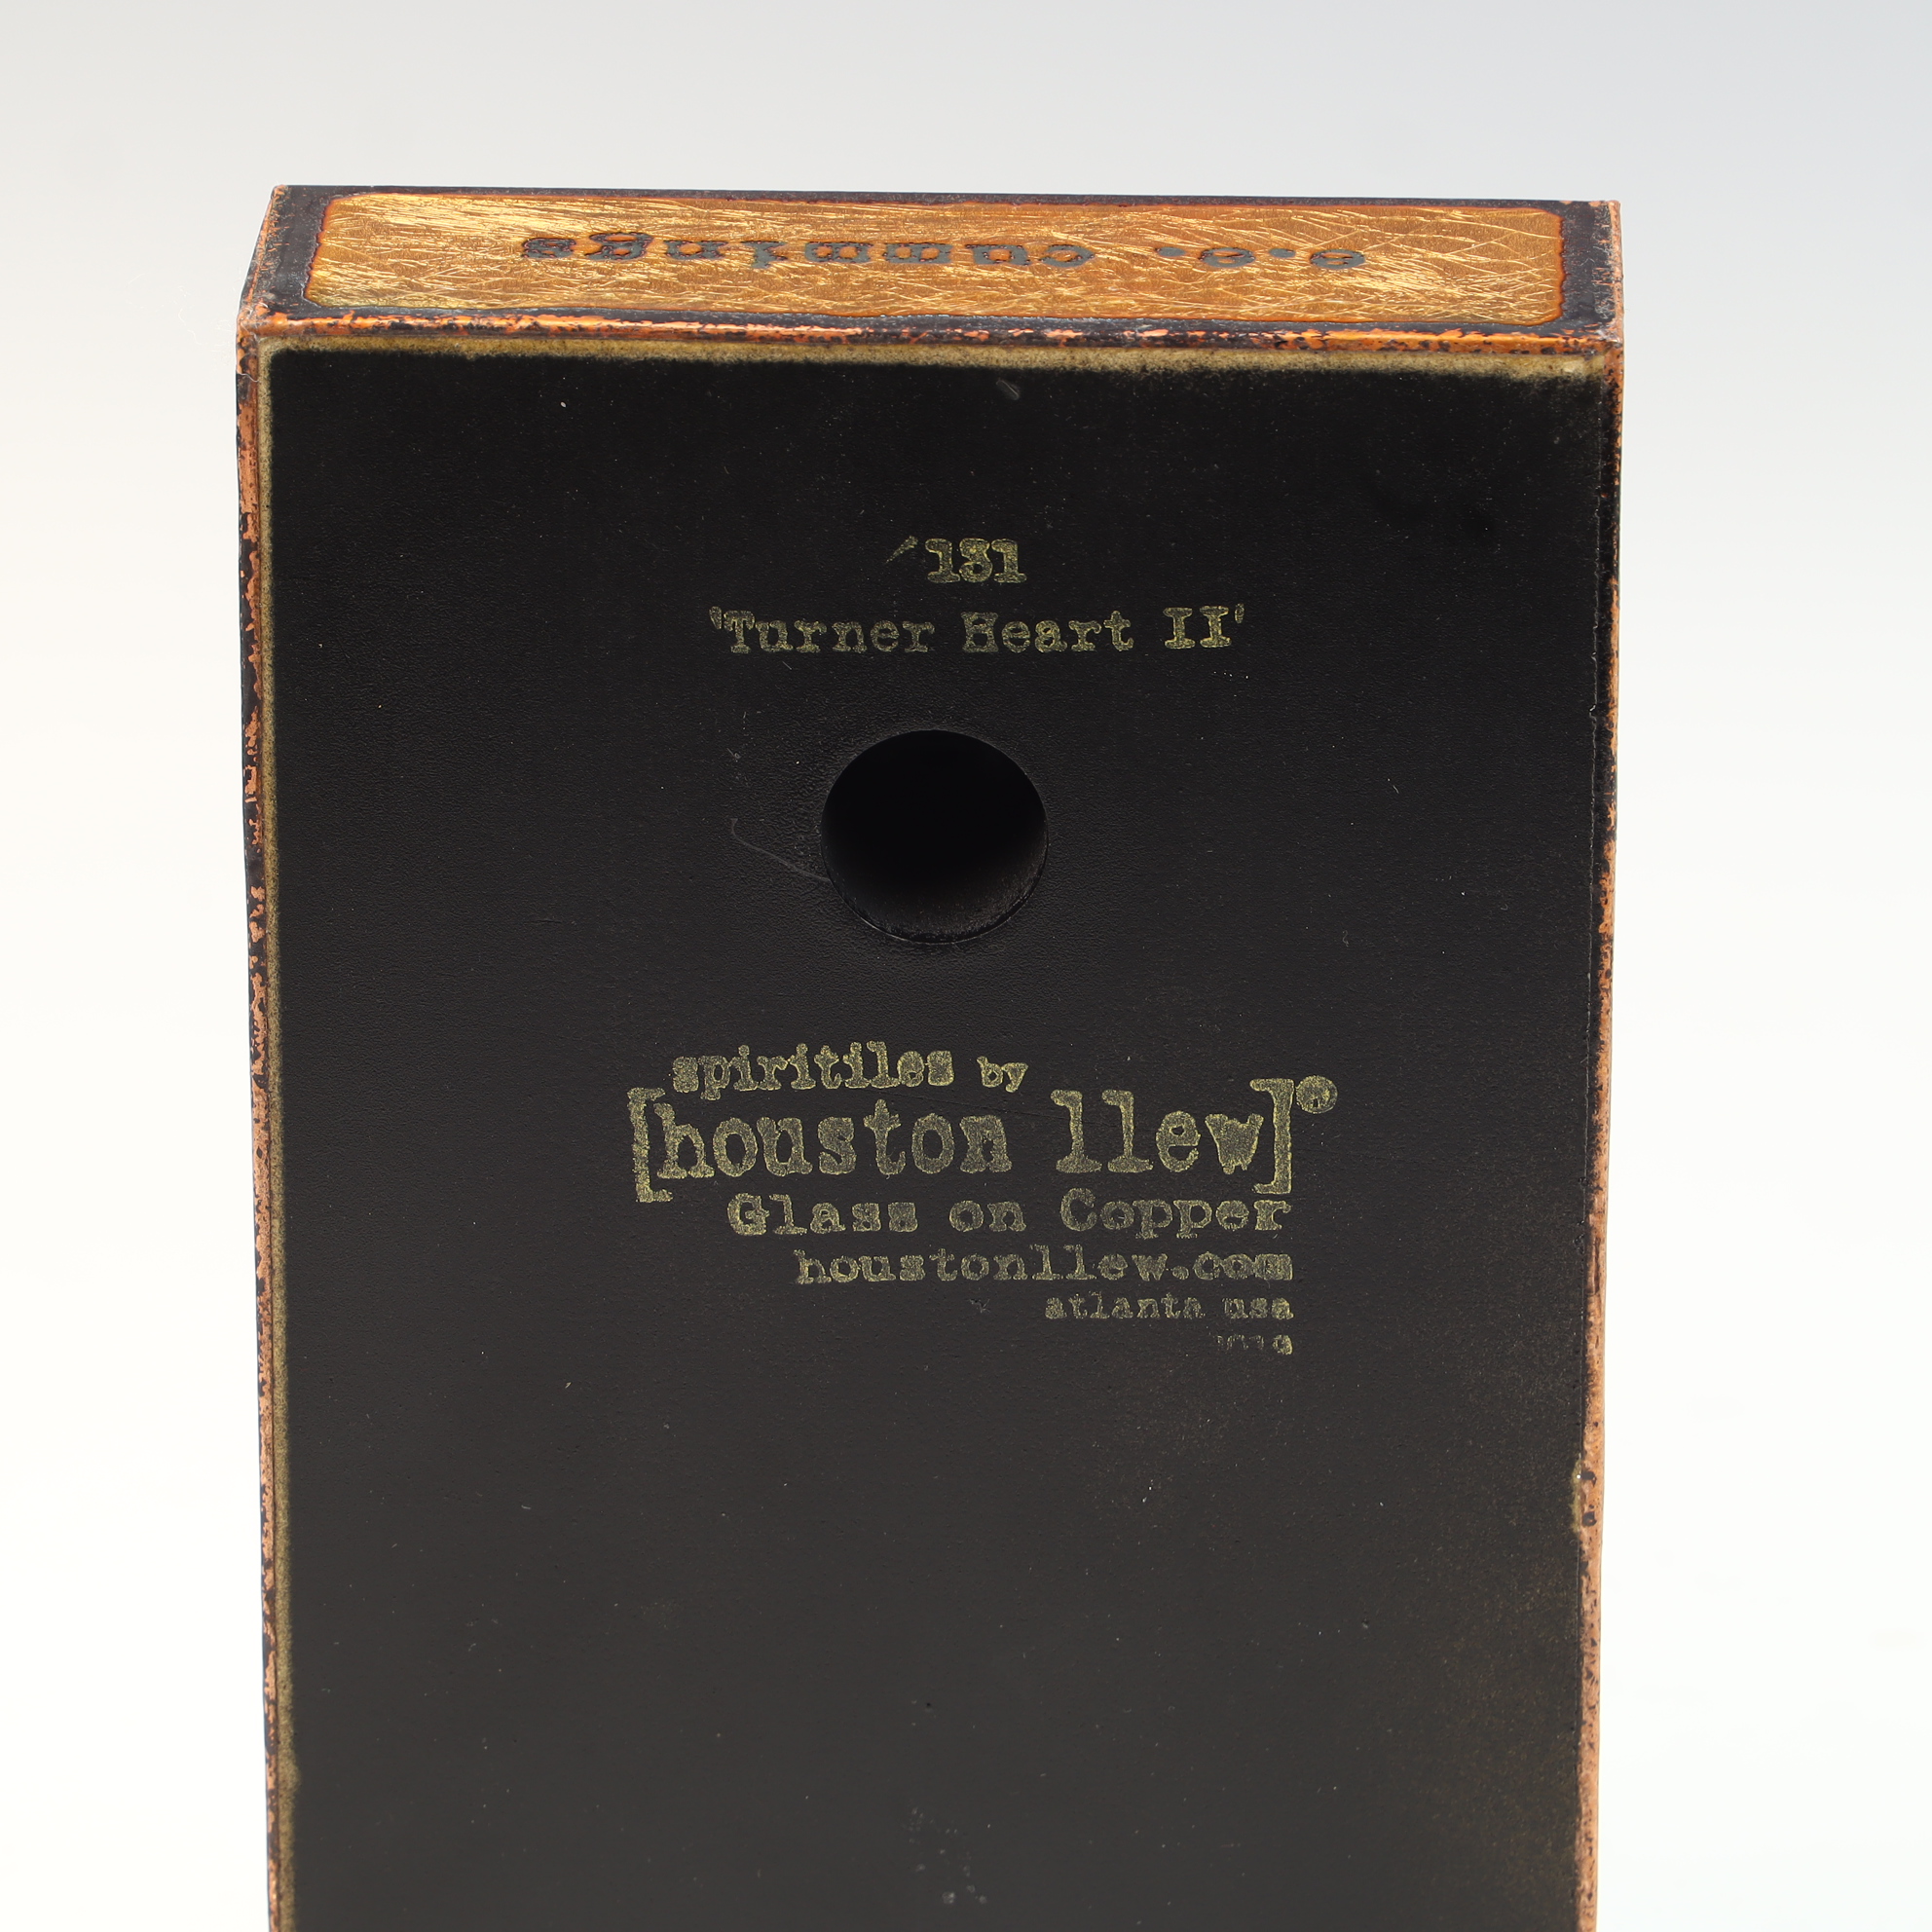 e.e. cummings
131
'Turner Heart II'
spiritiles by
[houston llew]®
Glass on Copper
houstonllew.com
atlanta usa